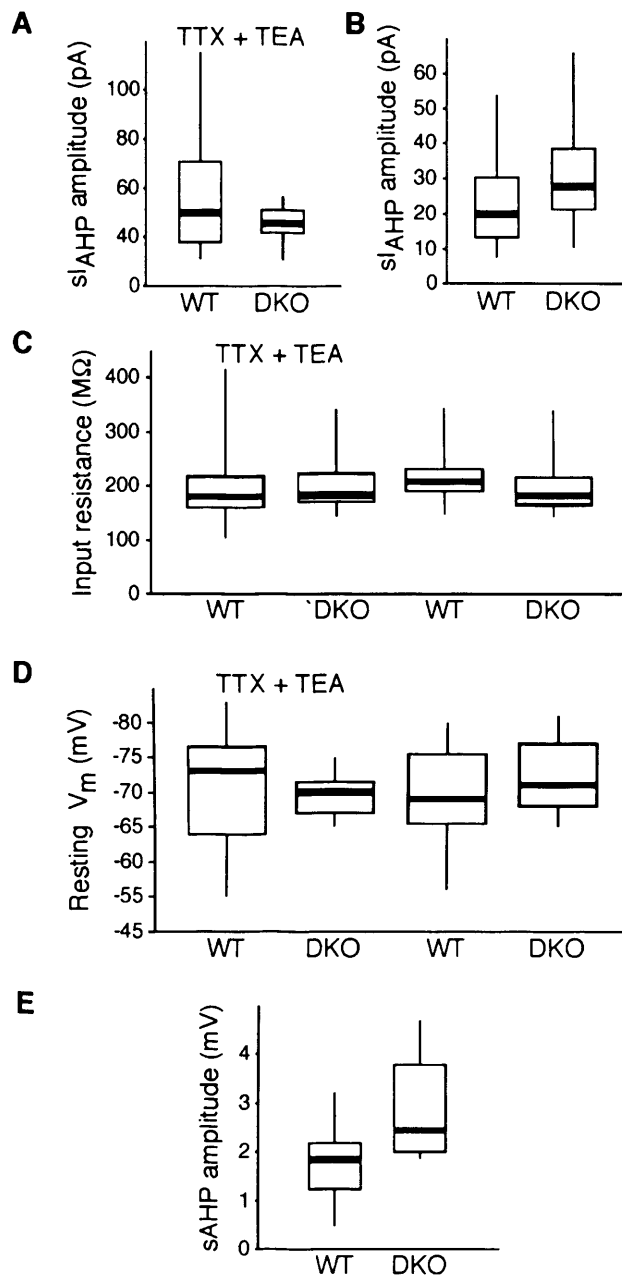 A
B
TTX + TEA
sIAHP amplitude (pA)
100
80
60
40
0
WT DKO
sIAHP amplitude (pA)
60
50
40
30
20
10
0
WT DKO
C
TTX + TEA
Input resistance (MΩ)
400
300
200
100
0
WT `DKO WT DKO
D
TTX + TEA
Resting Vm (mV)
-80
-75
-70
-65
-60
-55
-45
WT DKO WT DKO
E
sAHP amplitude (mV)
4
3
2
1
0
WT DKO